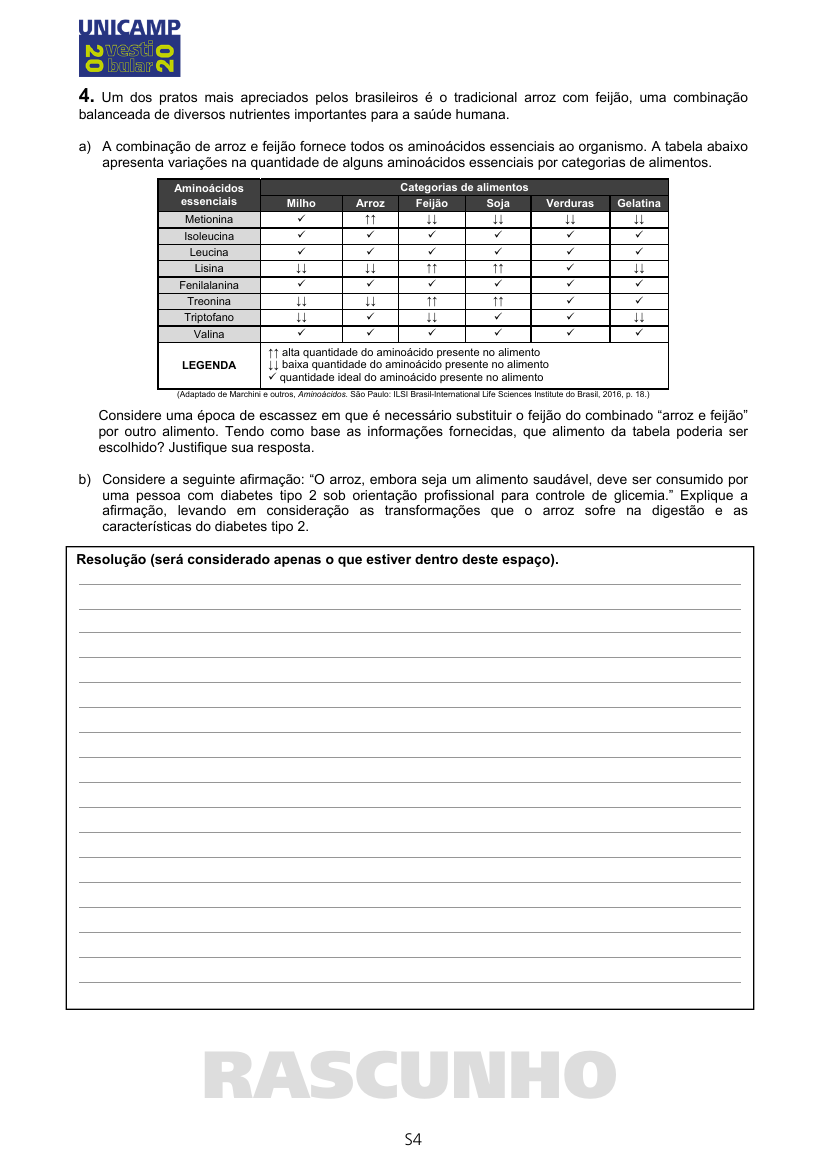 UNICAMP
20 vesti bular 20
4. Um dos pratos mais apreciados pelos brasileiros é o tradicional arroz com feijão, uma combinação
balanceada de diversos nutrientes importantes para a saúde humana.
a) A combinação de arroz e feijão fornece todos os aminoácidos essenciais ao organismo. A tabela abaixo
apresenta variações na quantidade de alguns aminoácidos essenciais por categorias de alimentos.
Aminoácidos essenciais Categorias de alimentos
Milho Arroz Feijão Soja Verduras Gelatina
Metionina ✓ ↑↑ ↓↓ ↓↓ ↓↓ ↓↓
Isoleucina ✓ ✓ ✓ ✓ ✓ ✓
Leucina ✓ ✓ ✓ ✓ ✓ ✓
Lisina ↓↓ ↓↓ ↑↑ ↑↑ ✓ ↓↓
Fenilalanina ✓ ✓ ✓ ✓ ✓ ✓
Treonina ↓↓ ↓↓ ↑↑ ↑↑ ✓ ✓
Triptofano ↓↓ ✓ ↓↓ ✓ ✓ ↓↓
Valina ✓ ✓ ✓ ✓ ✓ ✓
LEGENDA
↑↑ alta quantidade do aminoácido presente no alimento
↓↓ baixa quantidade do aminoácido presente no alimento
✓ quantidade ideal do aminoácido presente no alimento
(Adaptado de Marchini e outros, Aminoácidos. São Paulo: ILSI Brasil-International Life Sciences Institute do Brasil, 2016, p. 18.)
Considere uma época de escassez em que é necessário substituir o feijão do combinado “arroz e feijão”
por outro alimento. Tendo como base as informações fornecidas, que alimento da tabela poderia ser
escolhido? Justifique sua resposta.
b) Considere a seguinte afirmação: “O arroz, embora seja um alimento saudável, deve ser consumido por
uma pessoa com diabetes tipo 2 sob orientação profissional para controle de glicemia.” Explique a
afirmação, levando em consideração as transformações que o arroz sofre na digestão e as
características do diabetes tipo 2.
Resolução (será considerado apenas o que estiver dentro deste espaço).
RASCUNHO
S4